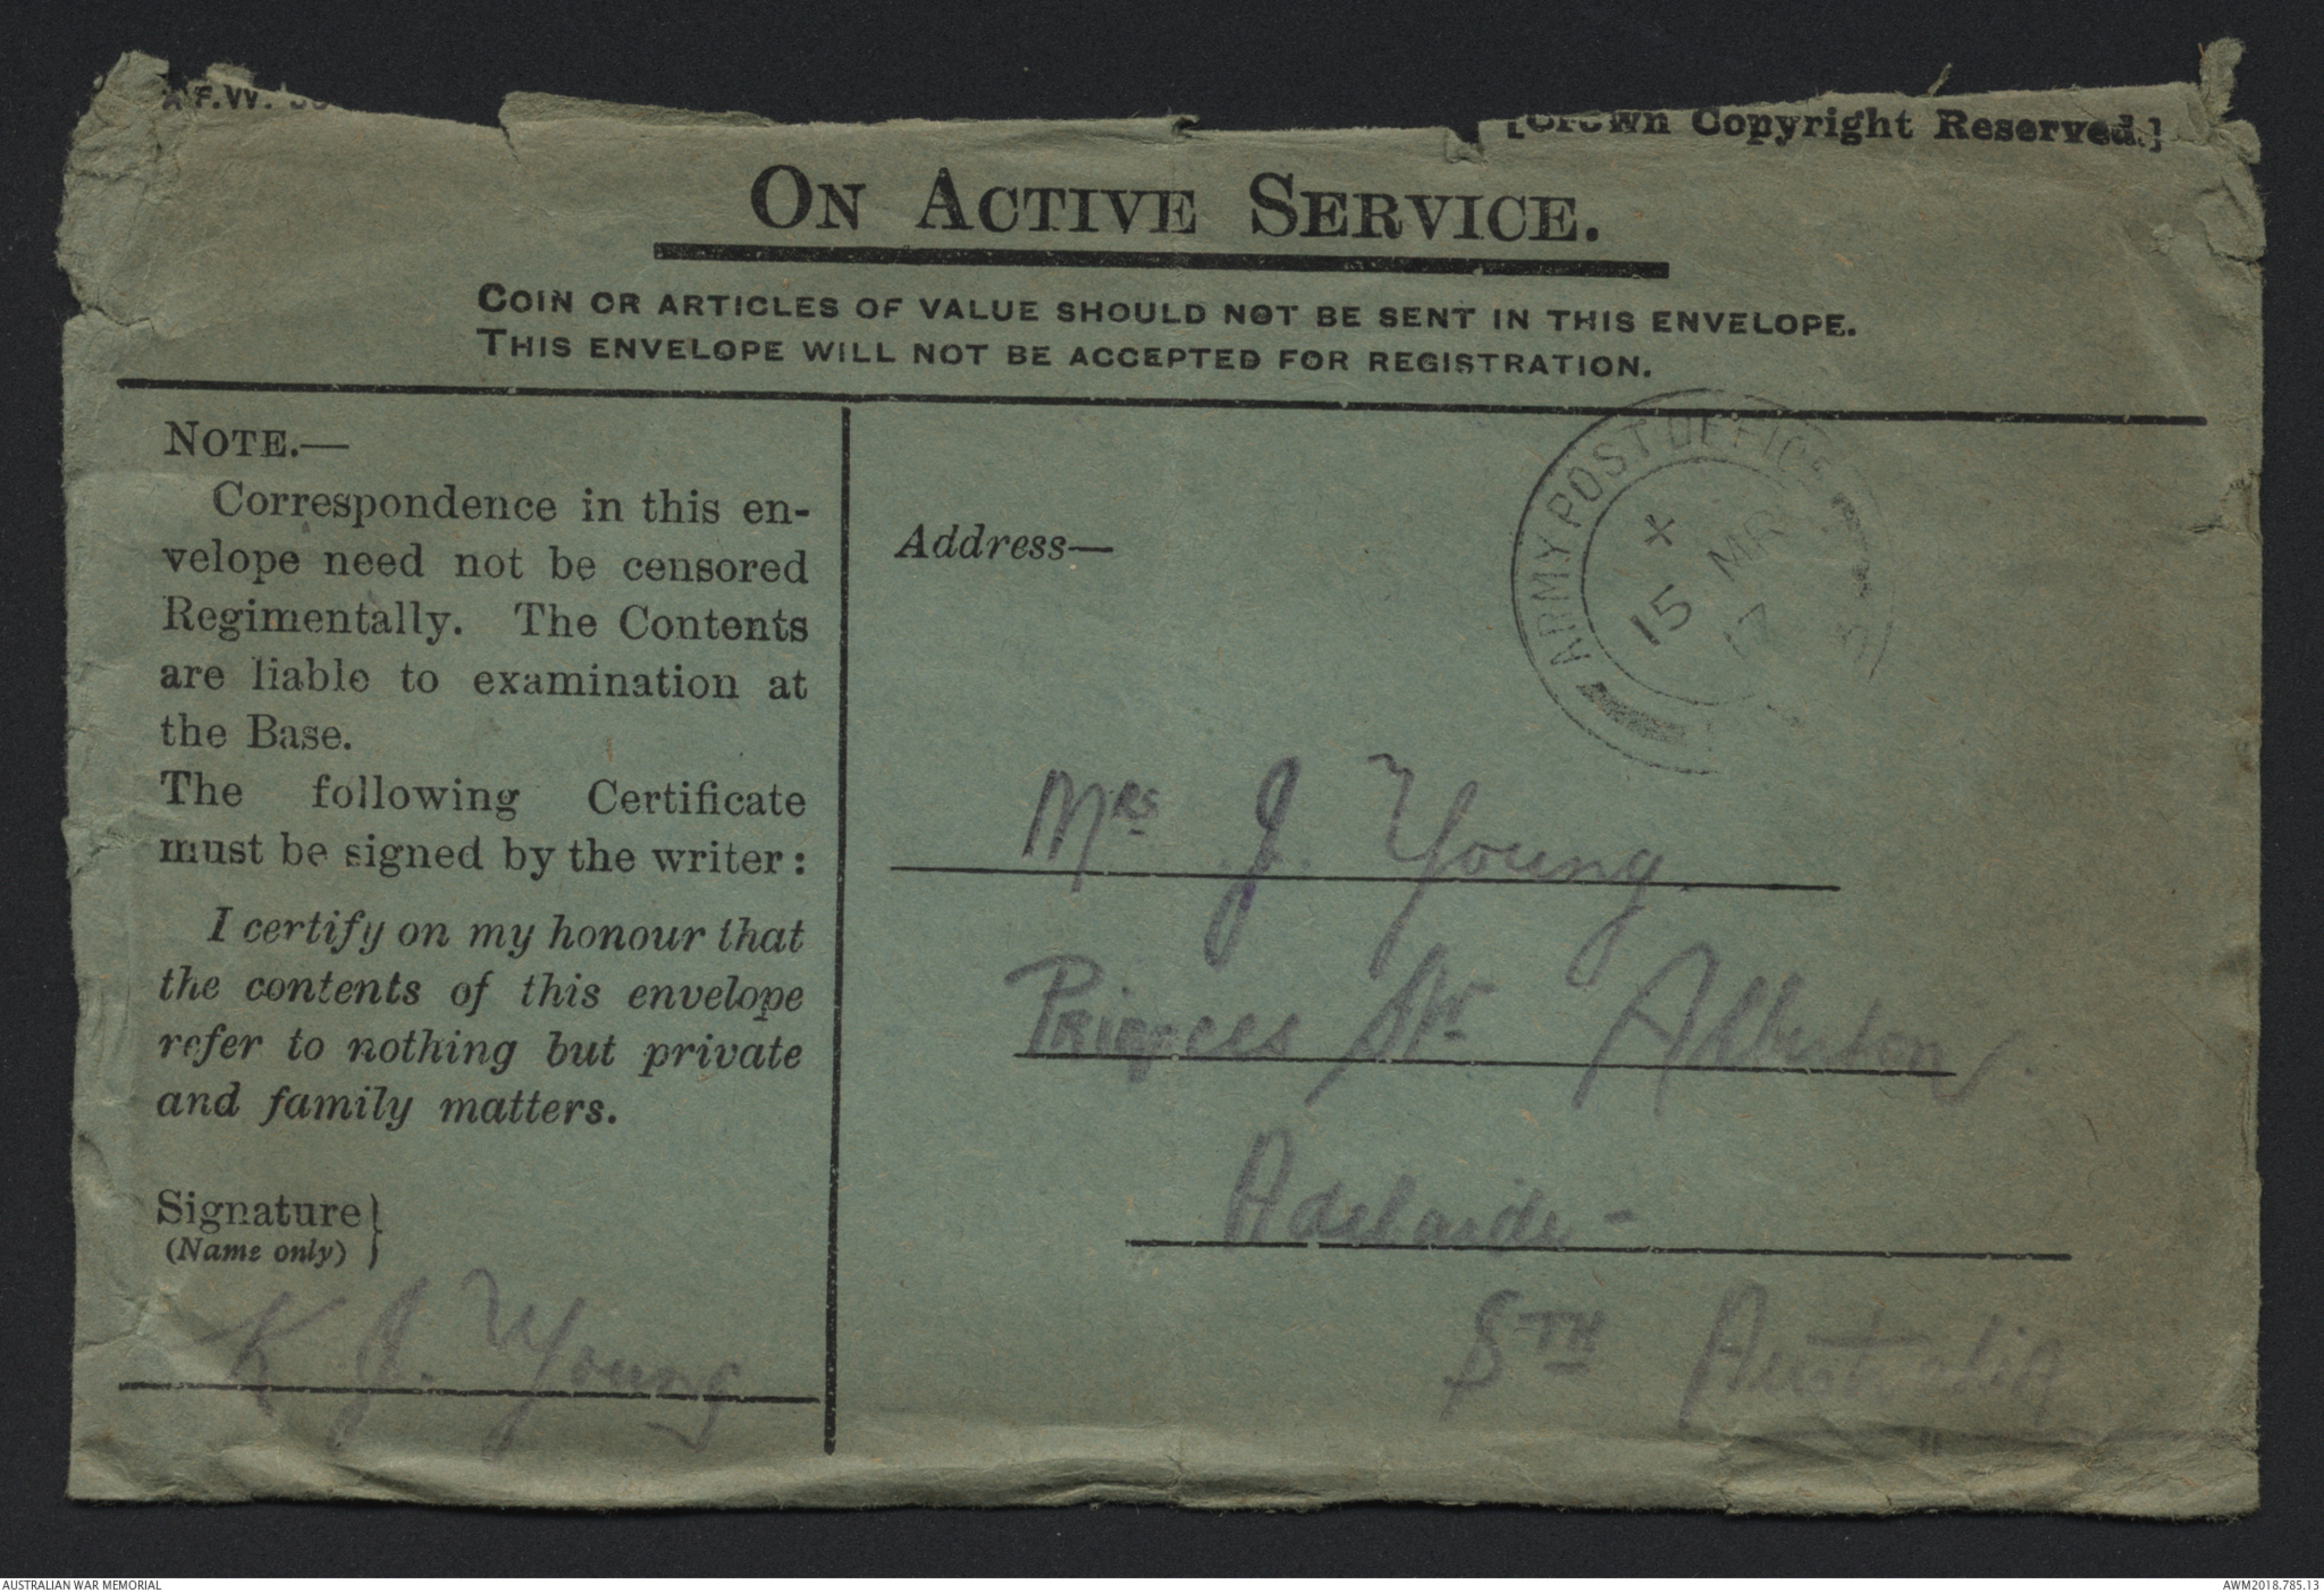 [Crown Copyright Reserved.]
ON ACTIVE SERVICE.
COIN OR ARTICLES OF VALUE SHOULD NOT BE SENT IN THIS ENVELOPE.
THIS ENVELOPE WILL NOT BE ACCEPTED FOR REGISTRATION.
NOTE.—
Correspondence in this en-
velope need not be censored
Regimentally. The Contents
are liable to examination at
the Base.
The following Certificate
must be signed by the writer:
I certify on my honour that
the contents of this envelope
refer to nothing but private
and family matters.
Signature}
(Name only)
K J. Young
Address—
ARMY POST OFFICE
X
15 MR
17
Mrs J. Young
Princes St Alberton
Adelaide -
STH Australia
AUSTRALIAN WAR MEMORIAL
AWM2018.785.13